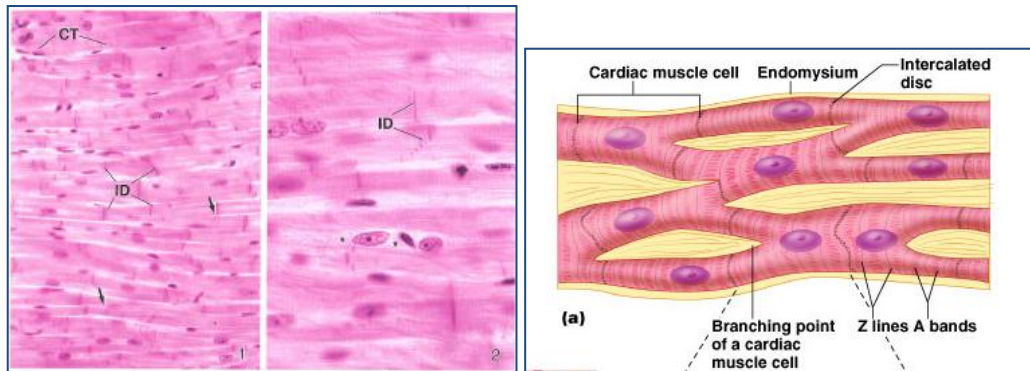 CT
ID
1
ID
2
Cardiac muscle cell
Endomysium
Intercalated
disc
(a)
Branching point
of a cardiac
muscle cell
Z lines
A bands